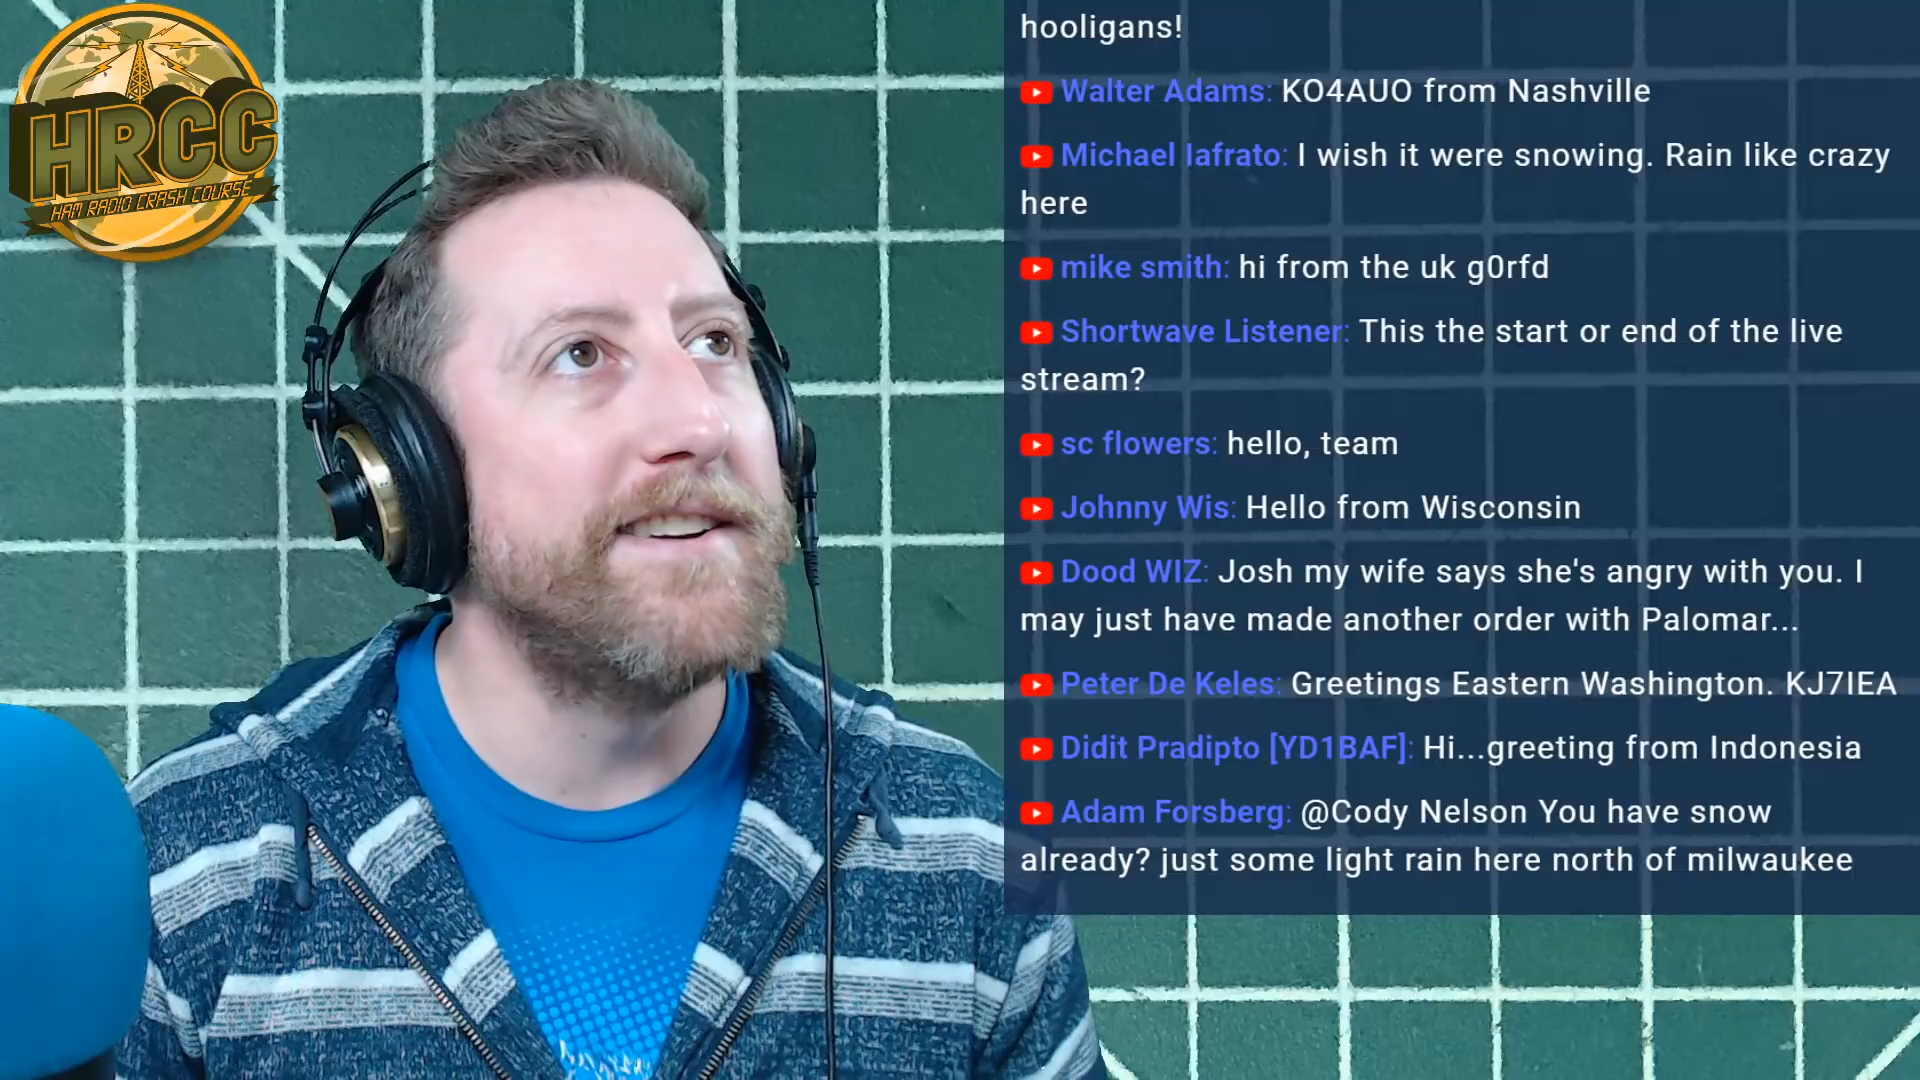 HRCC
HAM RADIO CRASH COURSE
hooligans!
Walter Adams: KO4AUO from Nashville
Michael Iafrato: I wish it were snowing. Rain like crazy
here
mike smith: hi from the uk g0rfd
Shortwave Listener: This the start or end of the live
stream?
sc flowers: hello, team
Johnny Wis: Hello from Wisconsin
Dood WIZ: Josh my wife says she's angry with you. I
may just have made another order with Palomar...
Peter De Keles: Greetings Eastern Washington. KJ7IEA
Didit Pradipto [YD1BAF]: Hi...greeting from Indonesia
Adam Forsberg: @Cody Nelson You have snow
already? just some light rain here north of milwaukee